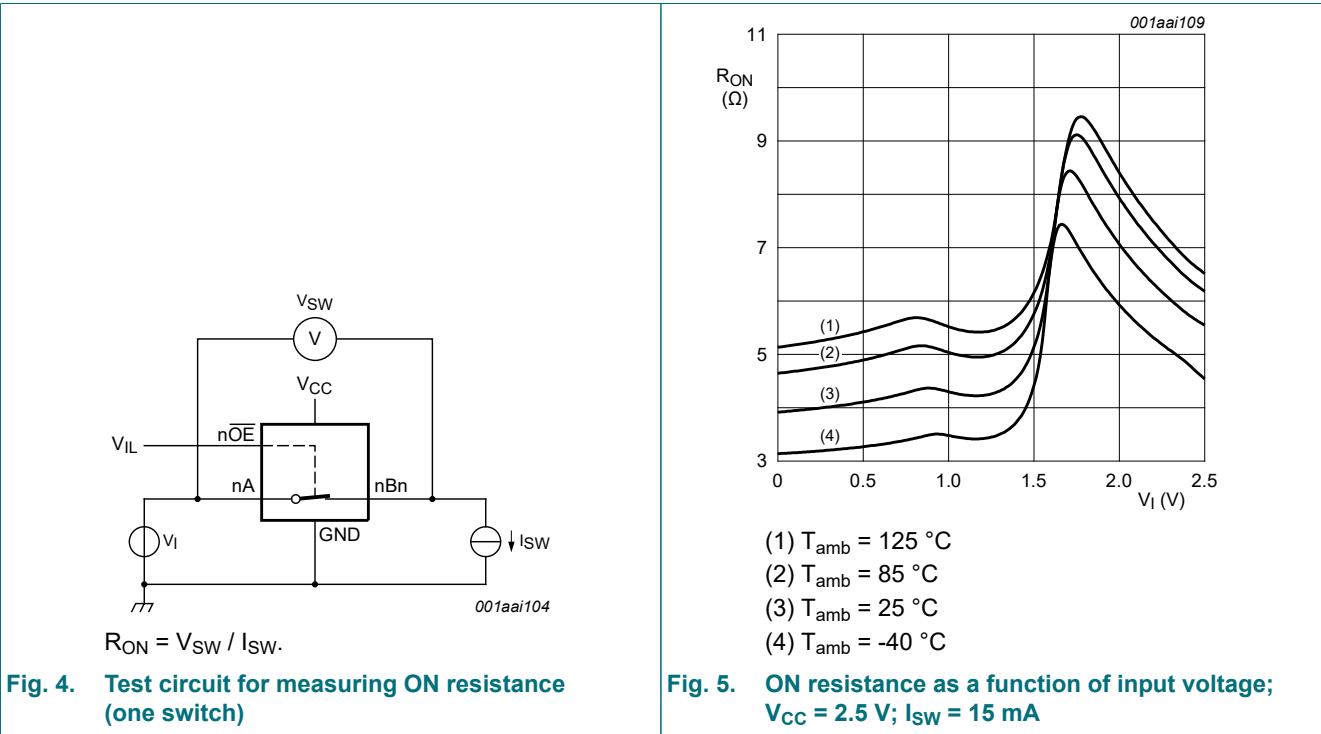 V_SW
V
V_CC
V_IL
nOE
nA
nBn
V_I
GND
I_SW
001aai104
R_ON = V_SW / I_SW.
Fig. 4. Test circuit for measuring ON resistance
(one switch)
001aai109
11
R_ON
(Ω)
9
7
5
3
(1)
(2)
(3)
(4)
0 0.5 1.0 1.5 2.0 2.5
V_I (V)
(1) T_amb = 125 °C
(2) T_amb = 85 °C
(3) T_amb = 25 °C
(4) T_amb = -40 °C
Fig. 5. ON resistance as a function of input voltage;
V_CC = 2.5 V; I_SW = 15 mA